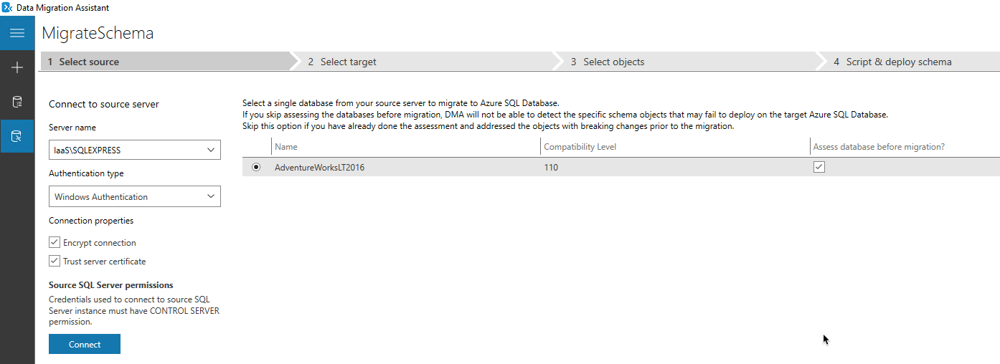 Data Migration Assistant
MigrateSchema
1 Select source
2 Select target
3 Select objects
4 Script & deploy schema
Connect to source server
Server name
IaaS\SQLEXPRESS
Authentication type
Windows Authentication
Connection properties
Encrypt connection
Trust server certificate
Source SQL Server permissions
Credentials used to connect to source SQL
Server instance must have CONTROL SERVER
permission.
Connect
Select a single database from your source server to migrate to Azure SQL Database.
If you skip assessing the databases before migration, DMA will not be able to detect the specific schema objects that may fail to deploy on the target Azure SQL Database.
Skip this option if you have already done the assessment and addressed the objects with breaking changes prior to the migration.
Name
Compatibility Level
Assess database before migration?
AdventureWorksLT2016
110